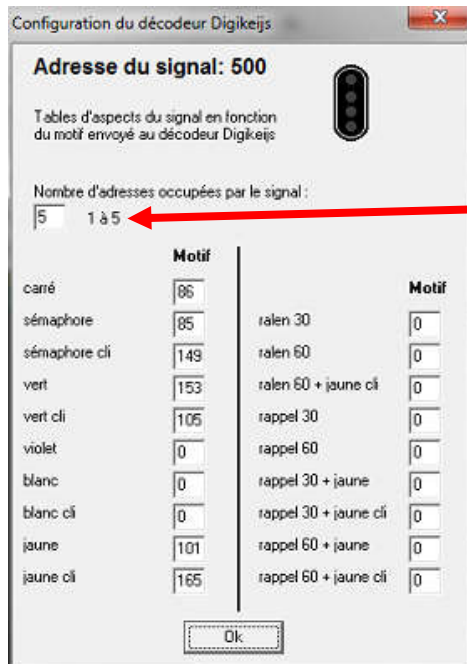 Configuration du décodeur Digikeijs
Adresse du signal: 500
Tables d'aspects du signal en fonction
du motif envoyé au décodeur Digikeijs
Nombre d'adresses occupées par le signal :
5 1 à 5
Motif
carré 86
sémaphore 85
sémaphore cli 149
vert 153
vert cli 105
violet 0
blanc 0
blanc cli 0
jaune 101
jaune cli 165
Motif
ralen 30 0
ralen 60 0
ralen 60 + jaune cli 0
rappel 30 0
rappel 60 0
rappel 30 + jaune 0
rappel 30 + jaune cli 0
rappel 60 + jaune 0
rappel 60 + jaune cli 0
Ok